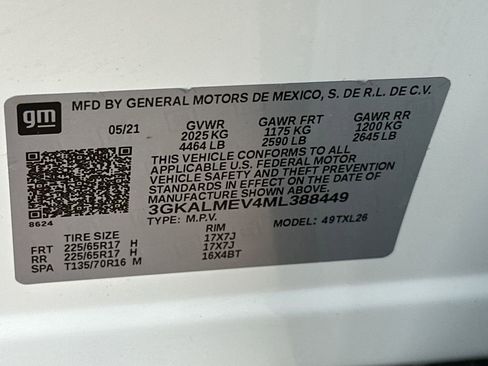 gm
MFD BY GENERAL MOTORS DE MEXICO, S. DE R.L. DE C.V.
05/21 GVWR GAWR FRT GAWR RR
2025 KG 1175 KG 1200 KG
4464 LB 2590 LB 2645 LB
THIS VEHICLE CONFORMS TO ALL
APPLICABLE U.S. FEDERAL MOTOR
VEHICLE SAFETY AND THEFT PREVENTION
STANDARDS IN EFFECT ON THE DATE OF
MANUFACTURE SHOWN ABOVE.
8624
3GKALMEV4ML388449
TYPE: M.P.V. MODEL: 49TXL26
TIRE SIZE RIM
FRT 225/65R17 H 17X7J
RR 225/65R17 H 17X7J
SPA T135/70R16 M 16X4BT